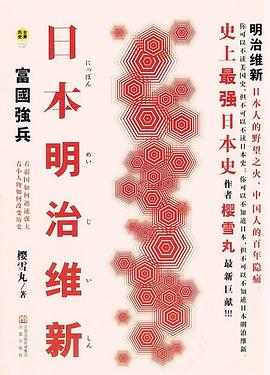 明治维新
日本人的野望之火,中国人的百年隐痛。
你可以不读美国史,但不可以不读日本史;你可以不知道日本,但不可以不知道日本明治维新。
史上最强日本史 作者 樱雪丸 最新巨献!!!
日本明治维新
にっぽん めいじ いしん
富國強兵
看弱国如何迅速强大
看小人物如何改变历史
樱雪丸/著